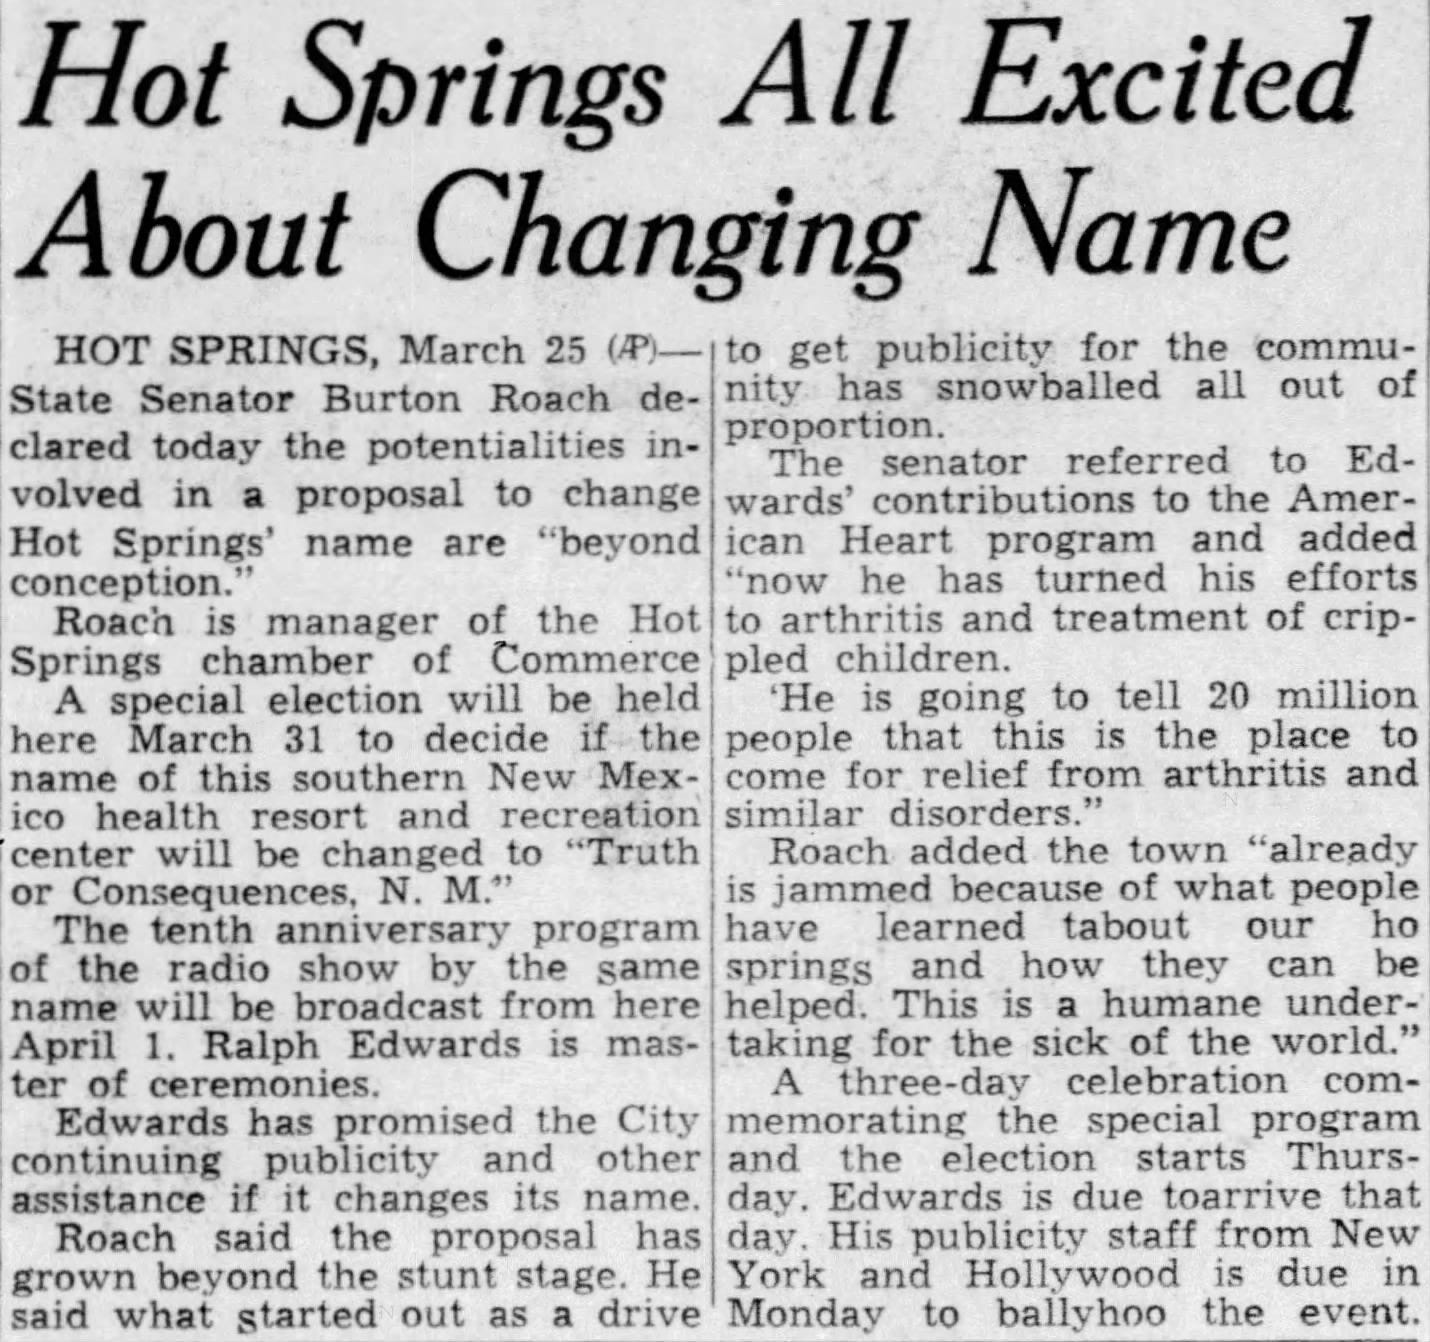 Hot Springs All Excited
About Changing Name
HOT SPRINGS, March 25 (AP)—
State Senator Burton Roach de-
clared today the potentialities in-
volved in a proposal to change
Hot Springs' name are "beyond
conception."
Roach is manager of the Hot
Springs chamber of Commerce
A special election will be held
here March 31 to decide if the
name of this southern New Mex-
ico health resort and recreation
center will be changed to "Truth
or Consequences, N. M."
The tenth anniversary program
of the radio show by the same
name will be broadcast from here
April 1. Ralph Edwards is mas-
ter of ceremonies.
Edwards has promised the City
continuing publicity and other
assistance if it changes its name.
Roach said the proposal has
grown beyond the stunt stage. He
said what started out as a drive
to get publicity for the commu-
nity has snowballed all out of
proportion.
The senator referred to Ed-
wards' contributions to the Amer-
ican Heart program and added
"now he has turned his efforts
to arthritis and treatment of crip-
pled children.
'He is going to tell 20 million
people that this is the place to
come for relief from arthritis and
similar disorders."
Roach added the town "already
is jammed because of what people
have learned tabout our ho
springs and how they can be
helped. This is a humane under-
taking for the sick of the world."
A three-day celebration com-
memorating the special program
and the election starts Thurs-
day. Edwards is due toarrive that
day. His publicity staff from New
York and Hollywood is due in
Monday to ballyhoo the event.